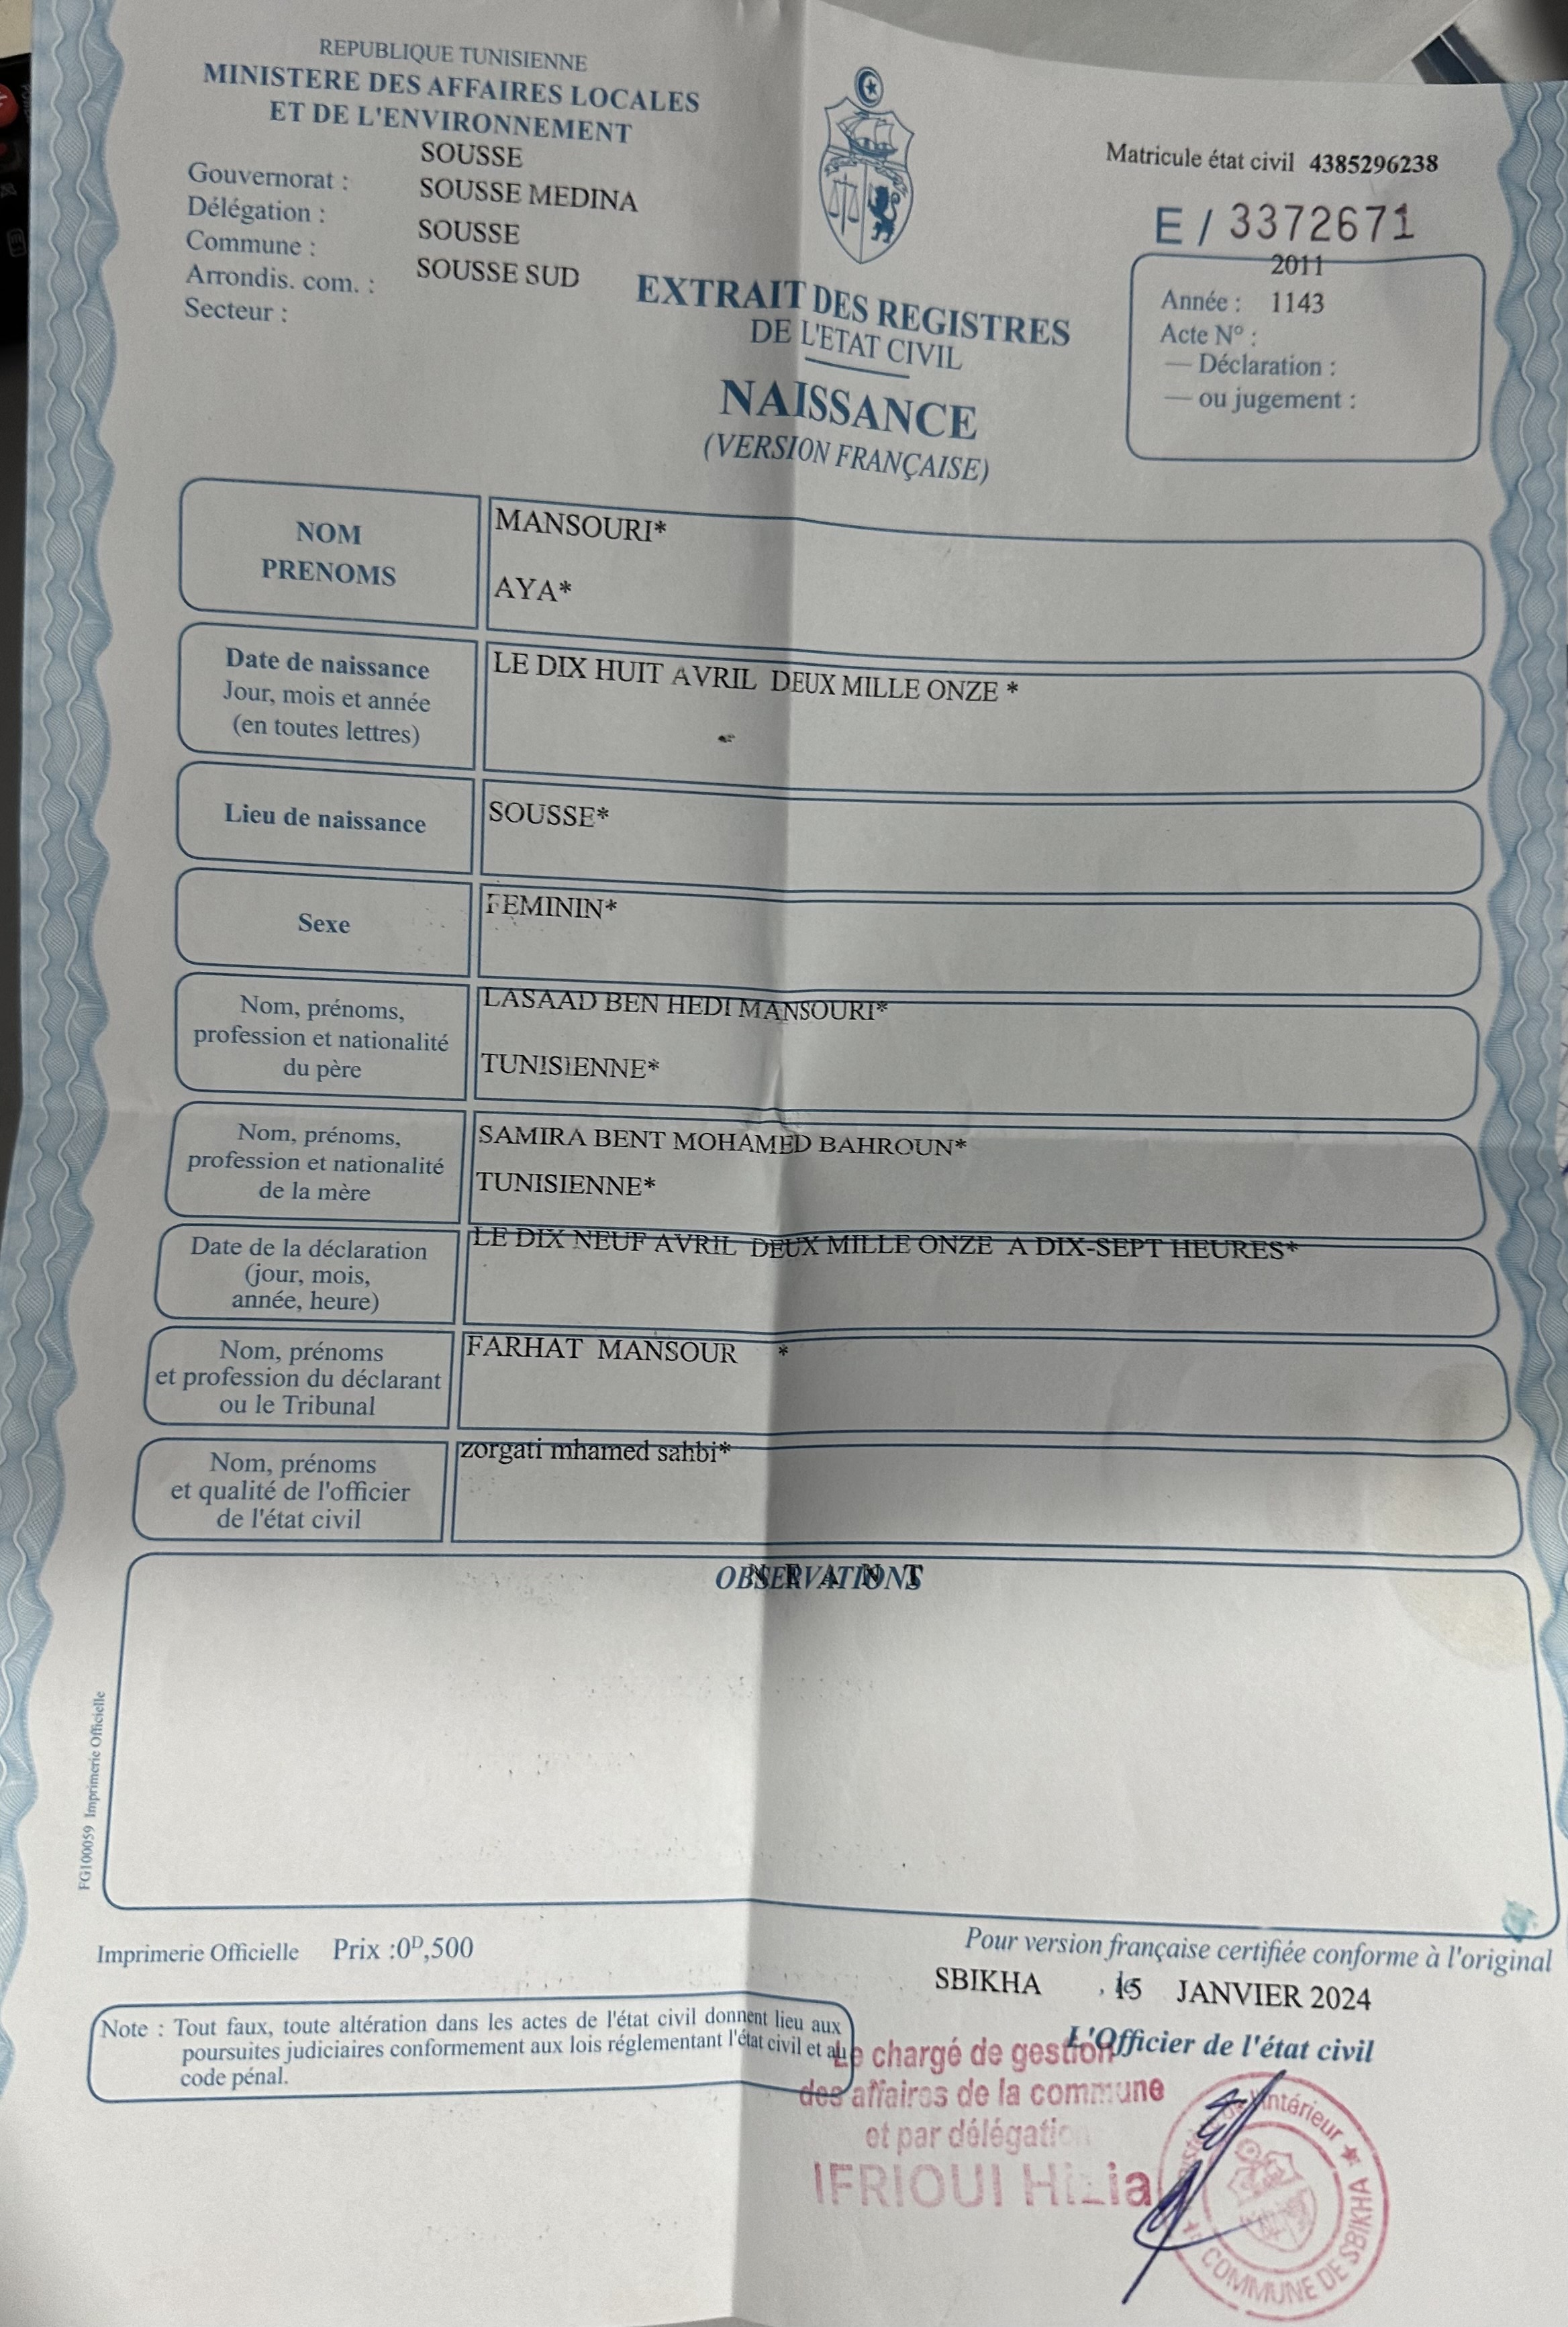 REPUBLIQUE TUNISIENNE
MINISTERE DES AFFAIRES LOCALES
ET DE L'ENVIRONNEMENT
Gouvernorat : SOUSSE
Délégation : SOUSSE MEDINA
Commune : SOUSSE
Arrondis. com. : SOUSSE SUD
Secteur :
Matricule état civil 4385296238
E / 3372671
2011
Année : 1143
Acte N° :
— Déclaration :
— ou jugement :
EXTRAIT DES REGISTRES
DE L'ETAT CIVIL
NAISSANCE
(VERSION FRANÇAISE)
NOM
PRENOMS
MANSOURI*
AYA*
Date de naissance
Jour, mois et année
(en toutes lettres)
LE DIX HUIT AVRIL DEUX MILLE ONZE *
Lieu de naissance
SOUSSE*
Sexe
FEMININ*
Nom, prénoms,
profession et nationalité
du père
LASAAD BEN HEDI MANSOURI*
TUNISIENNE*
Nom, prénoms,
profession et nationalité
de la mère
SAMIRA BENT MOHAMED BAHROUN*
TUNISIENNE*
Date de la déclaration
(jour, mois,
année, heure)
LE DIX NEUF AVRIL DEUX MILLE ONZE A DIX-SEPT HEURES*
Nom, prénoms
et profession du déclarant
ou le Tribunal
FARHAT MANSOUR *
Nom, prénoms
et qualité de l'officier
de l'état civil
zorgati mhamed sahbi*
OBSERVATIONS
N E A N T
FG100059 Imprimerie Officielle
Imprimerie Officielle Prix :0ᴰ,500
Pour version française certifiée conforme à l'original
SBIKHA , le 15 JANVIER 2024
L'Officier de l'état civil
Note : Tout faux, toute altération dans les actes de l'état civil donnent lieu aux
poursuites judiciaires conformement aux lois réglementant l'état civil et au
code pénal.
Le chargé de gestion
des affaires de la commune
et par délégation
IFRIOUI
de l'Intérieur
COMMUNE DE SBIKHA